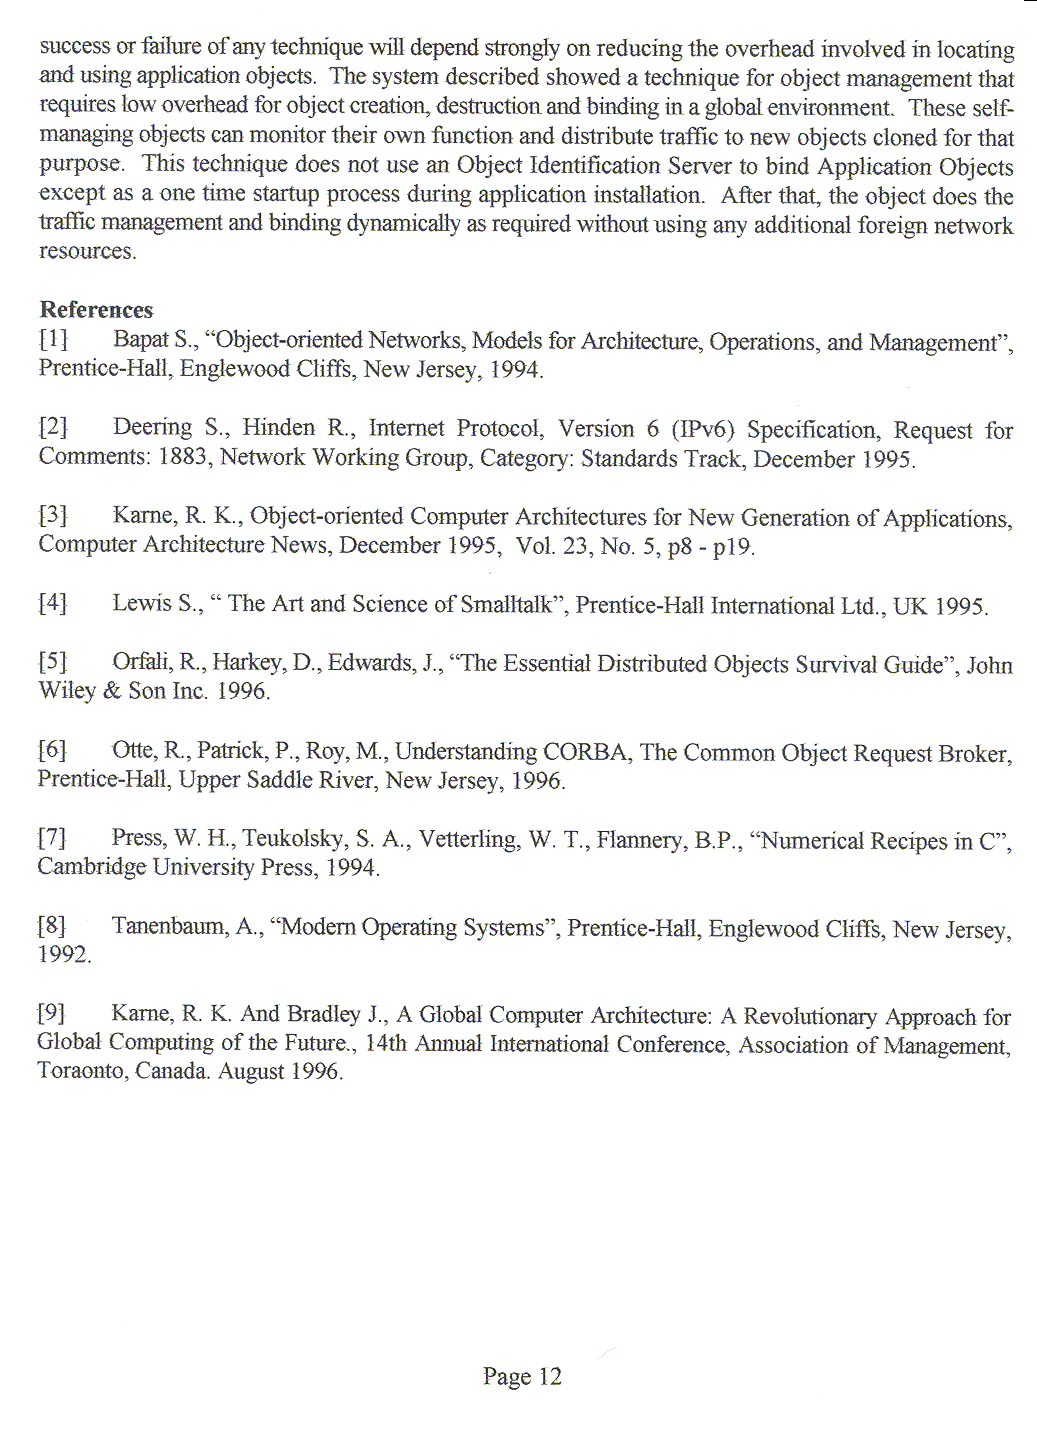 success or failure of any technique will depend strongly on reducing the overhead involved in locating
and using application objects. The system described showed a technique for object management that
requires low overhead for object creation, destruction and binding in a global environment. These self-
managing objects can monitor their own function and distribute traffic to new objects cloned for that
purpose. This technique does not use an Object Identification Server to bind Application Objects
except as a one time startup process during application installation. After that, the object does the
traffic management and binding dynamically as required without using any additional foreign network
resources.
References
[1] Bapat S., “Object-oriented Networks, Models for Architecture, Operations, and Management”,
Prentice-Hall, Englewood Cliffs, New Jersey, 1994.
[2] Deering S., Hinden R., Internet Protocol, Version 6 (IPv6) Specification, Request for
Comments: 1883, Network Working Group, Category: Standards Track, December 1995.
[3] Karne, R. K., Object-oriented Computer Architectures for New Generation of Applications,
Computer Architecture News, December 1995, Vol. 23, No. 5, p8 - p19.
[4] Lewis S., “ The Art and Science of Smalltalk”, Prentice-Hall International Ltd., UK 1995.
[5] Orfali, R., Harkey, D., Edwards, J., “The Essential Distributed Objects Survival Guide”, John
Wiley & Son Inc. 1996.
[6] Otte, R., Patrick, P., Roy, M., Understanding CORBA, The Common Object Request Broker,
Prentice-Hall, Upper Saddle River, New Jersey, 1996.
[7] Press, W. H., Teukolsky, S. A., Vetterling, W. T., Flannery, B.P., “Numerical Recipes in C”,
Cambridge University Press, 1994.
[8] Tanenbaum, A., “Modern Operating Systems”, Prentice-Hall, Englewood Cliffs, New Jersey,
1992.
[9] Karne, R. K. And Bradley J., A Global Computer Architecture: A Revolutionary Approach for
Global Computing of the Future., 14th Annual International Conference, Association of Management,
Toraonto, Canada. August 1996.
Page 12